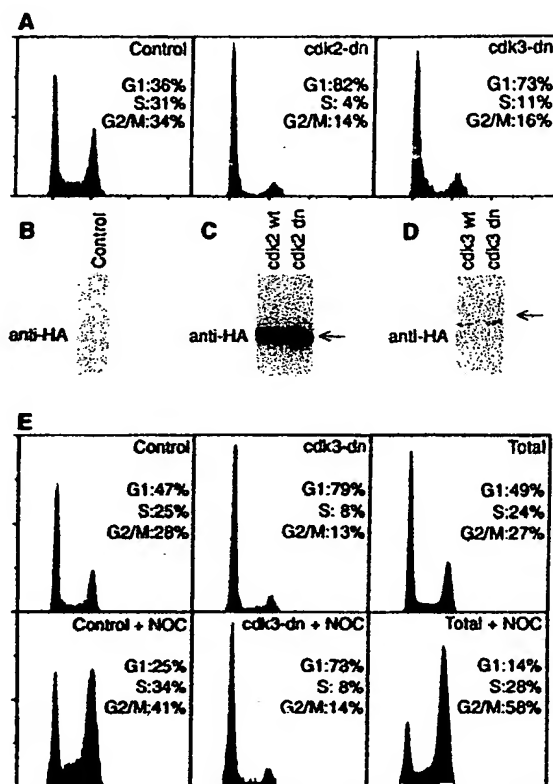 A
Control
G1:36%
S:31%
G2/M:34%
cdk2-dn
G1:82%
S: 4%
G2/M:14%
cdk3-dn
G1:73%
S:11%
G2/M:16%
B
Control
anti-HA
C
cdk2 wt
cdk2 dn
anti-HA
D
cdk3 wt
cdk3 dn
anti-HA
E
Control
G1:47%
S:25%
G2/M:28%
cdk3-dn
G1:79%
S: 8%
G2/M:13%
Total
G1:49%
S:24%
G2/M:27%
Control + NOC
G1:25%
S:34%
G2/M:41%
cdk3-dn + NOC
G1:73%
S: 8%
G2/M:14%
Total + NOC
G1:14%
S:28%
G2/M:58%